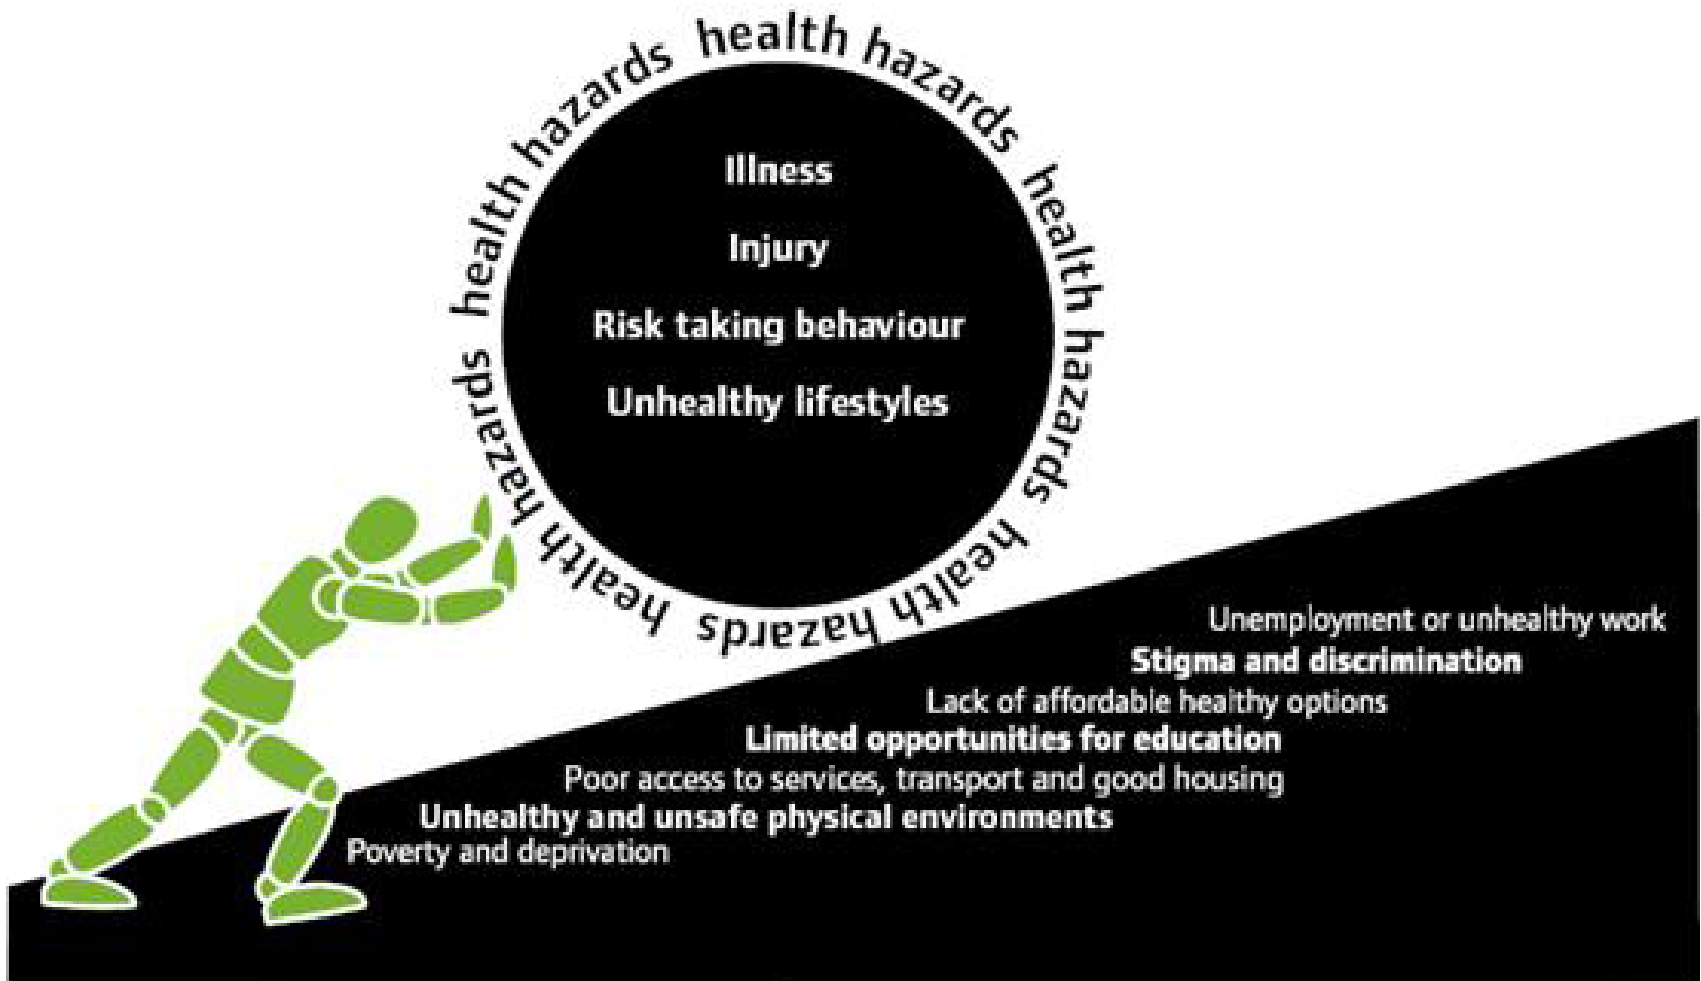 health hazards health hazards health hazards health hazards health hazards
Illness
Injury
Risk taking behaviour
Unhealthy lifestyles
Unemployment or unhealthy work
Stigma and discrimination
Lack of affordable healthy options
Limited opportunities for education
Poor access to services, transport and good housing
Unhealthy and unsafe physical environments
Poverty and deprivation